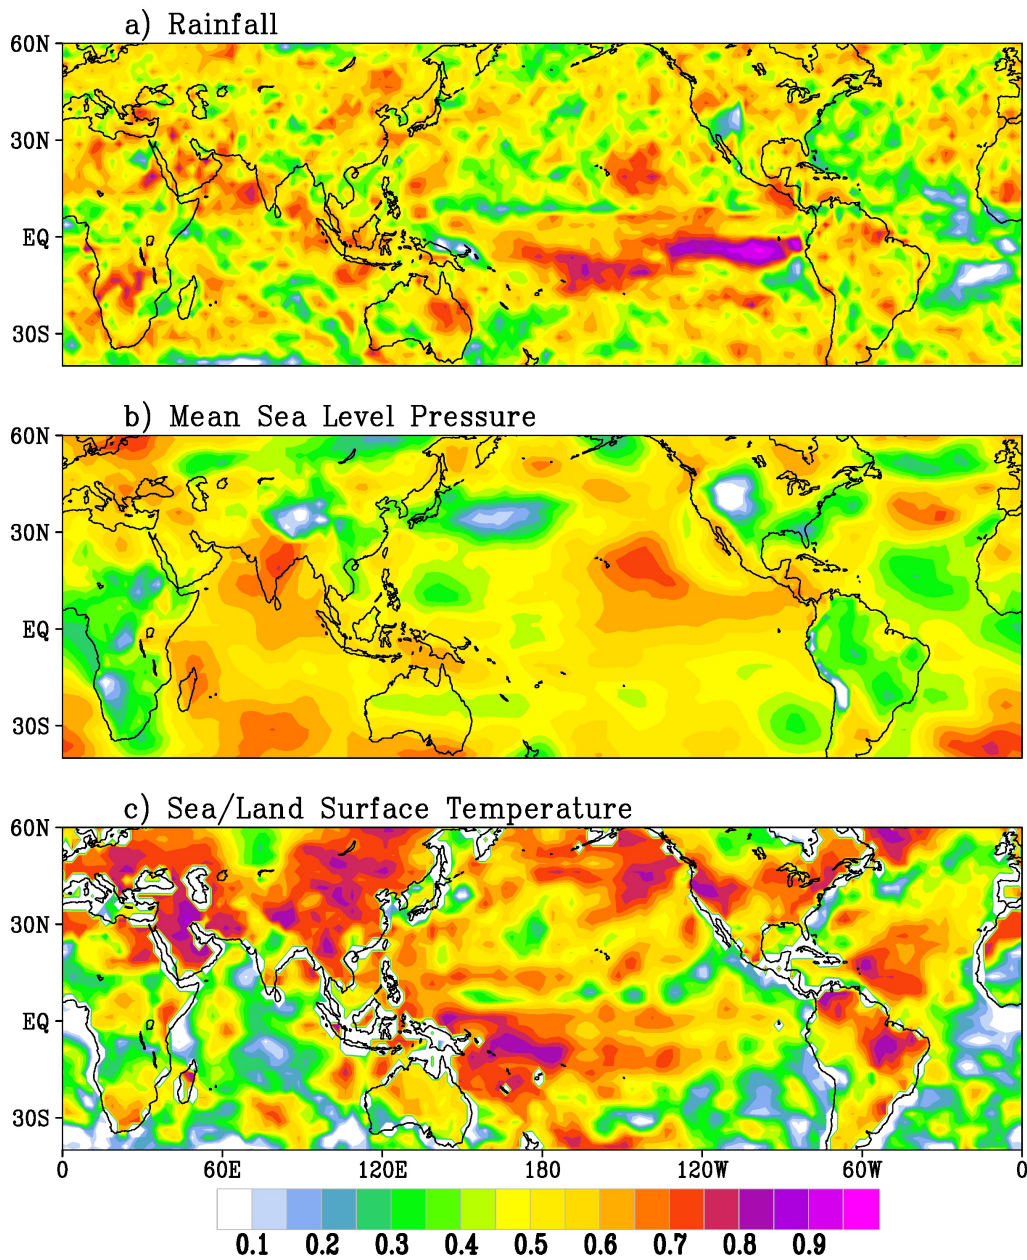 a) Rainfall
60N
30N
EQ
30S
b) Mean Sea Level Pressure
60N
30N
EQ
30S
c) Sea/Land Surface Temperature
60N
30N
EQ
30S
0 60E 120E 180 120W 60W 0
0.1 0.2 0.3 0.4 0.5 0.6 0.7 0.8 0.9